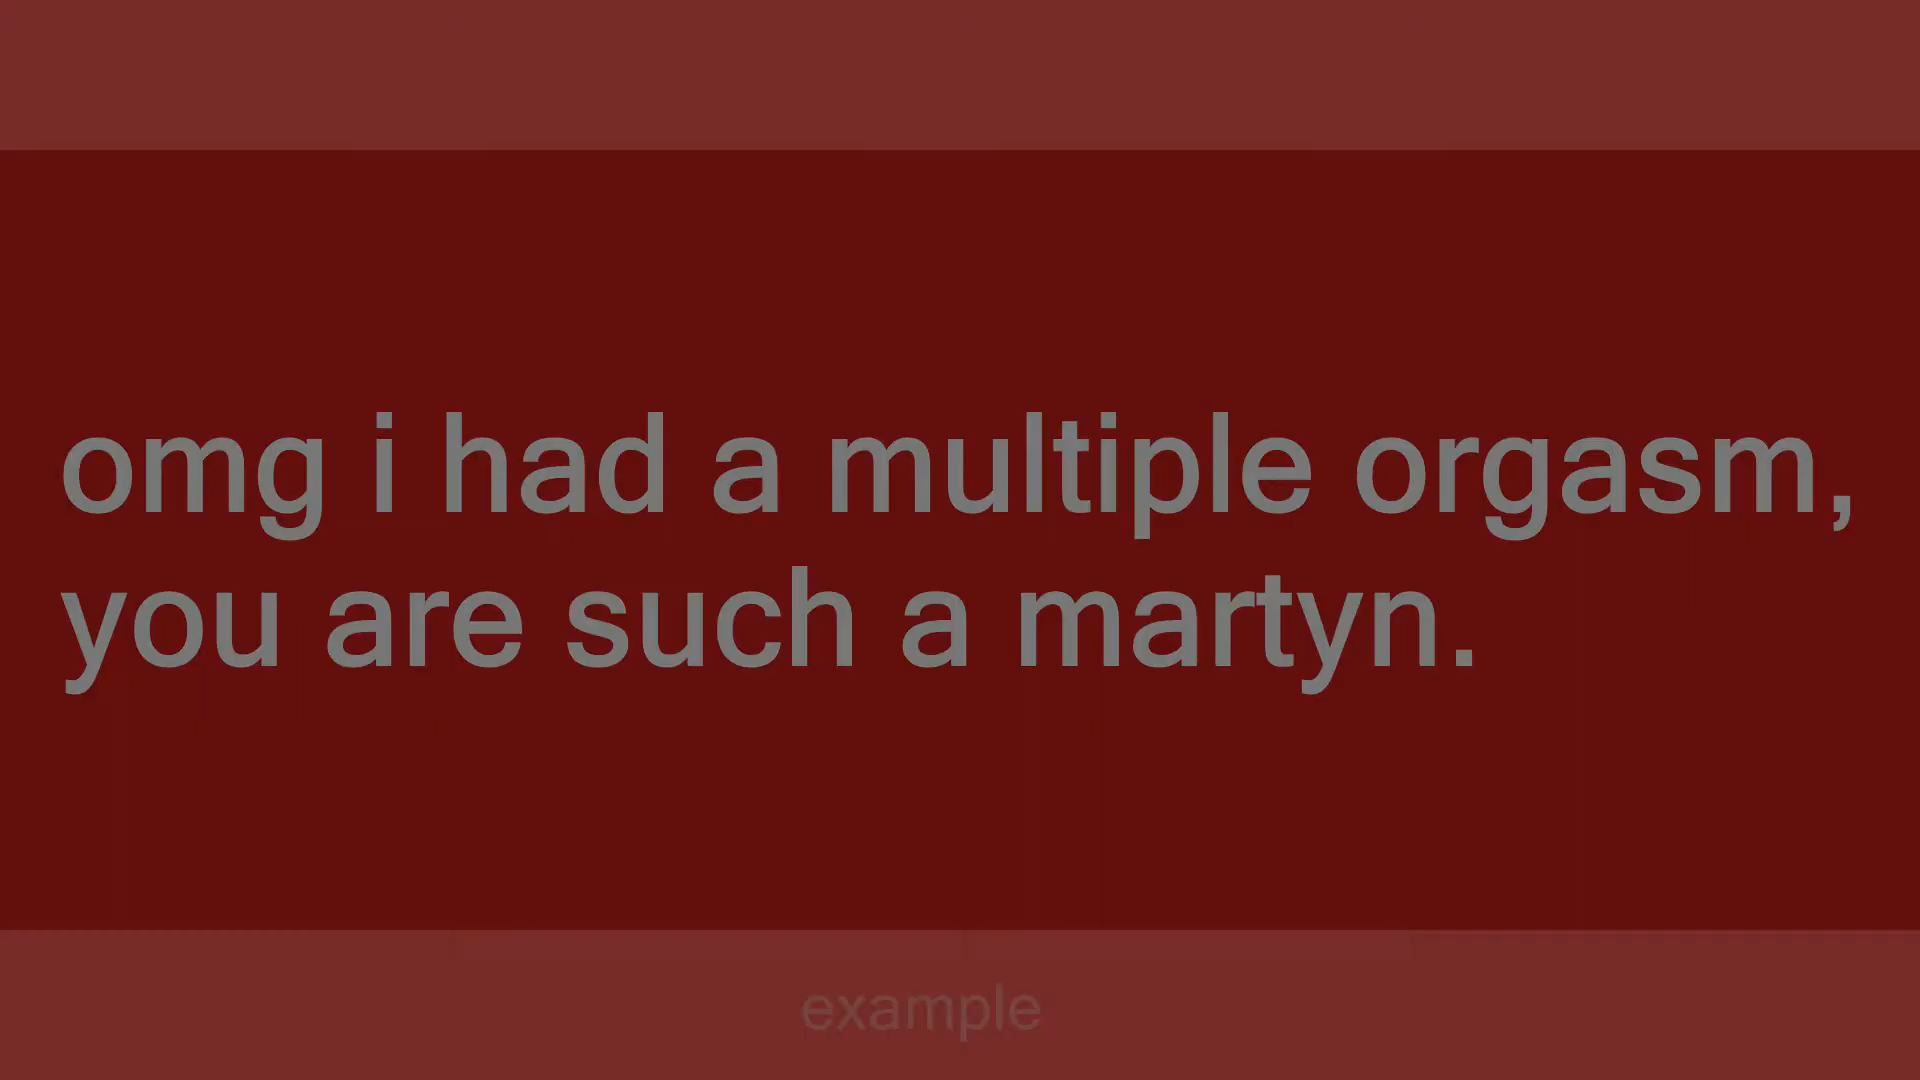 omg i had a multiple orgasm,
you are such a martyn.
example